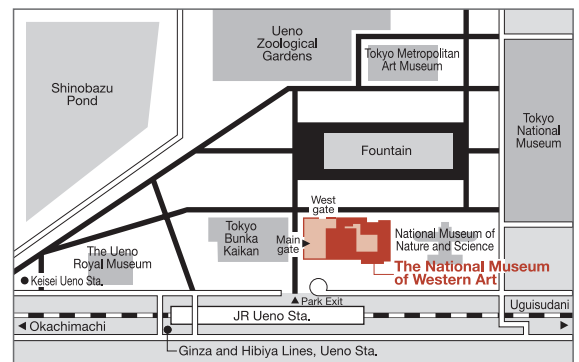 Ueno
Zoological
Gardens
Tokyo Metropolitan
Art Museum
Shinobazu
Pond
Tokyo
National
Museum
Fountain
West
gate
Tokyo
Bunka
Kaikan
Main
gate
National Museum of
Nature and Science
The Ueno
Royal Museum
The National Museum
of Western Art
Keisei Ueno Sta.
Park Exit
Uguisudani
JR Ueno Sta.
Okachimachi
Ginza and Hibiya Lines, Ueno Sta.